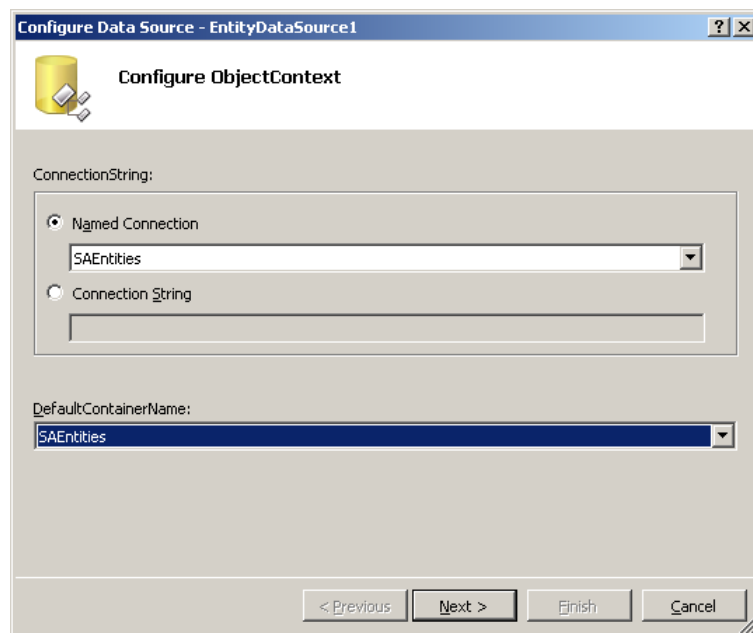 Configure Data Source - EntityDataSource1
Configure ObjectContext
ConnectionString:
Named Connection
SAEntities
Connection String
DefaultContainerName:
SAEntities
< Previous Next > Finish Cancel